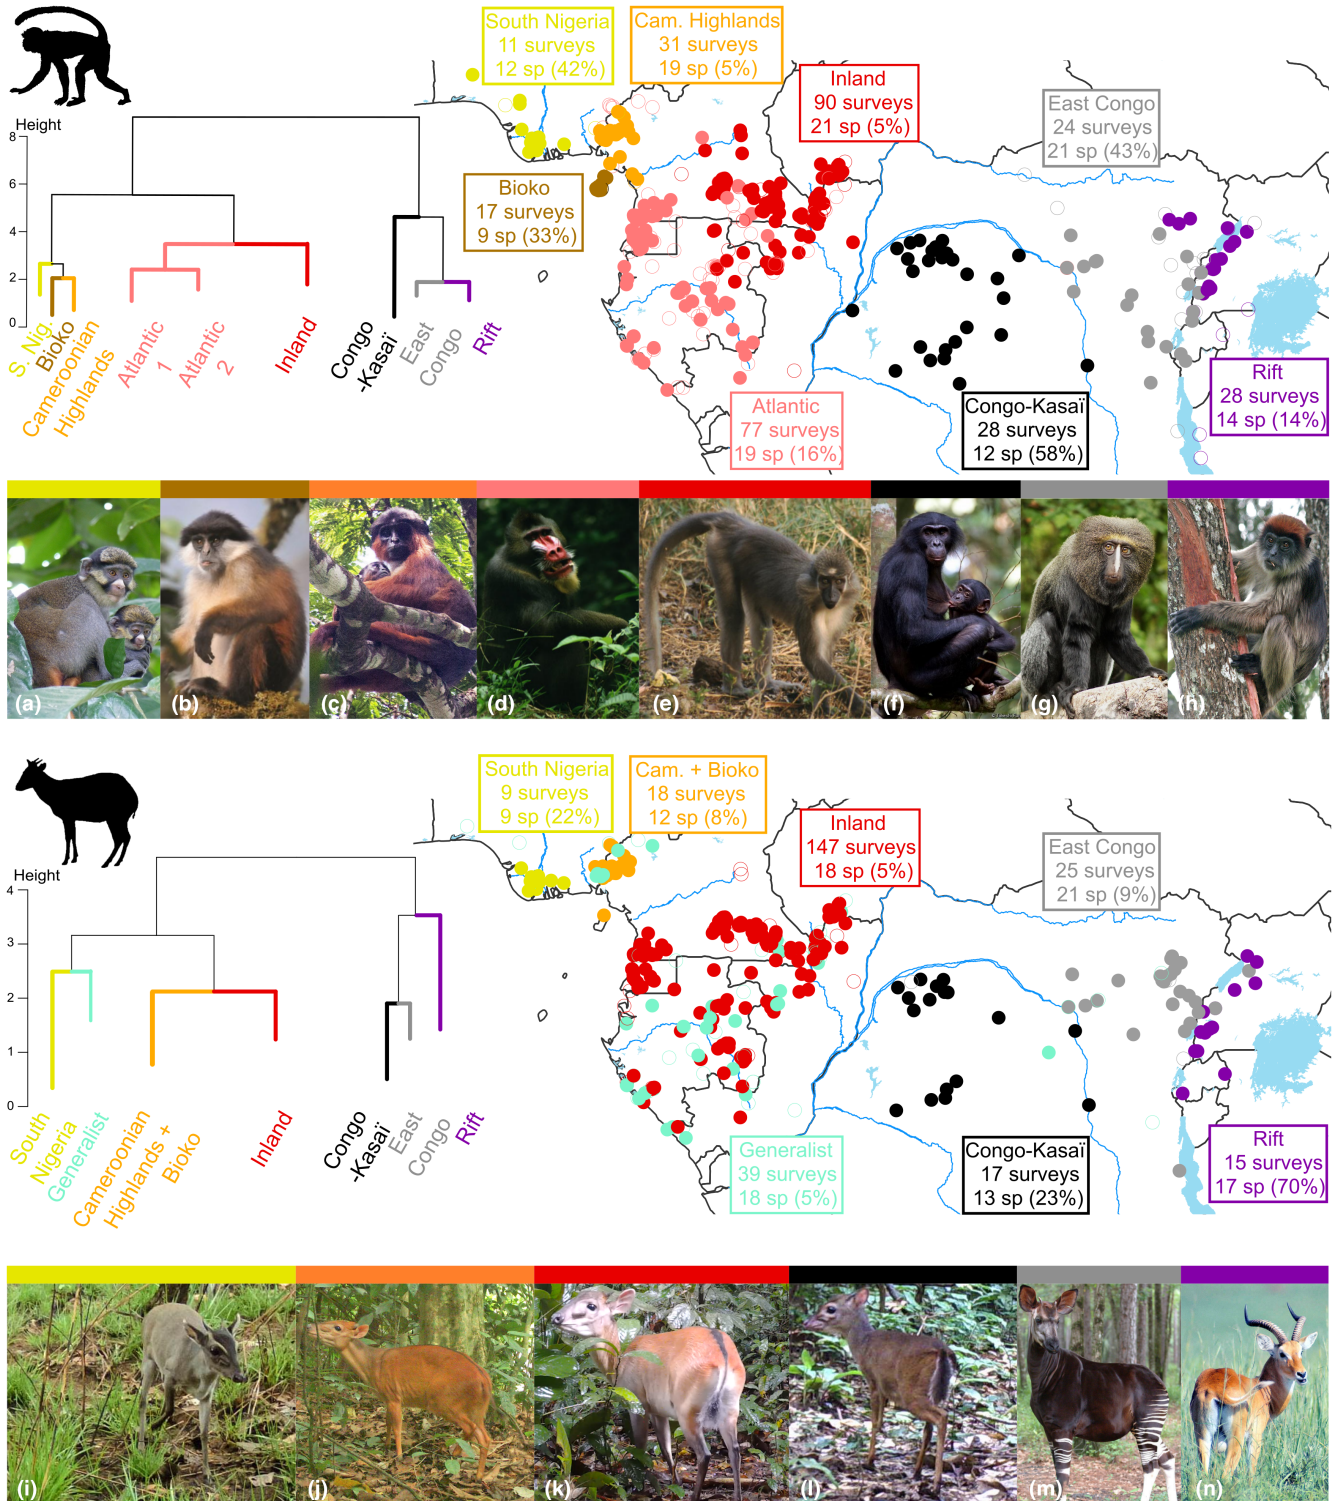 South Nigeria
11 surveys
12 sp (42%)
Cam. Highlands
31 surveys
19 sp (5%)
Inland
90 surveys
21 sp (5%)
East Congo
24 surveys
21 sp (43%)
Bioko
17 surveys
9 sp (33%)
Atlantic
77 surveys
19 sp (16%)
Congo-Kasaï
28 surveys
12 sp (58%)
Rift
28 surveys
14 sp (14%)
Height
8
6
4
2
0
S. Nig.
Bioko
Cameroonian
Highlands
Atlantic
1
Atlantic
2
Inland
Congo
-Kasaï
East
Congo
Rift
(a)
(b)
(c)
(d)
(e)
(f)
(g)
(h)
South Nigeria
9 surveys
9 sp (22%)
Cam. + Bioko
18 surveys
12 sp (8%)
Inland
147 surveys
18 sp (5%)
East Congo
25 surveys
21 sp (9%)
Generalist
39 surveys
18 sp (5%)
Congo-Kasaï
17 surveys
13 sp (23%)
Rift
15 surveys
17 sp (70%)
Height
4
3
2
1
0
South
Nigeria
Generalist
Cameroonian
Highlands +
Bioko
Inland
Congo
-Kasaï
East
Congo
Rift
(i)
(j)
(k)
(l)
(m)
(n)